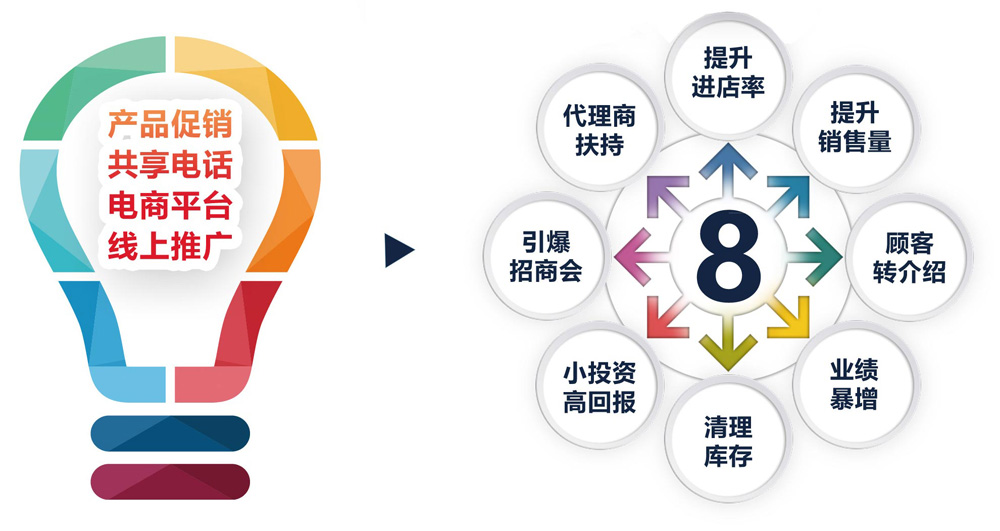 产品促销
共享电话
电商平台
线上推广
提升
进店率
提升
销售量
顾客
转介绍
业绩
暴增
清理
库存
小投资
高回报
引爆
招商会
代理商
扶持
8